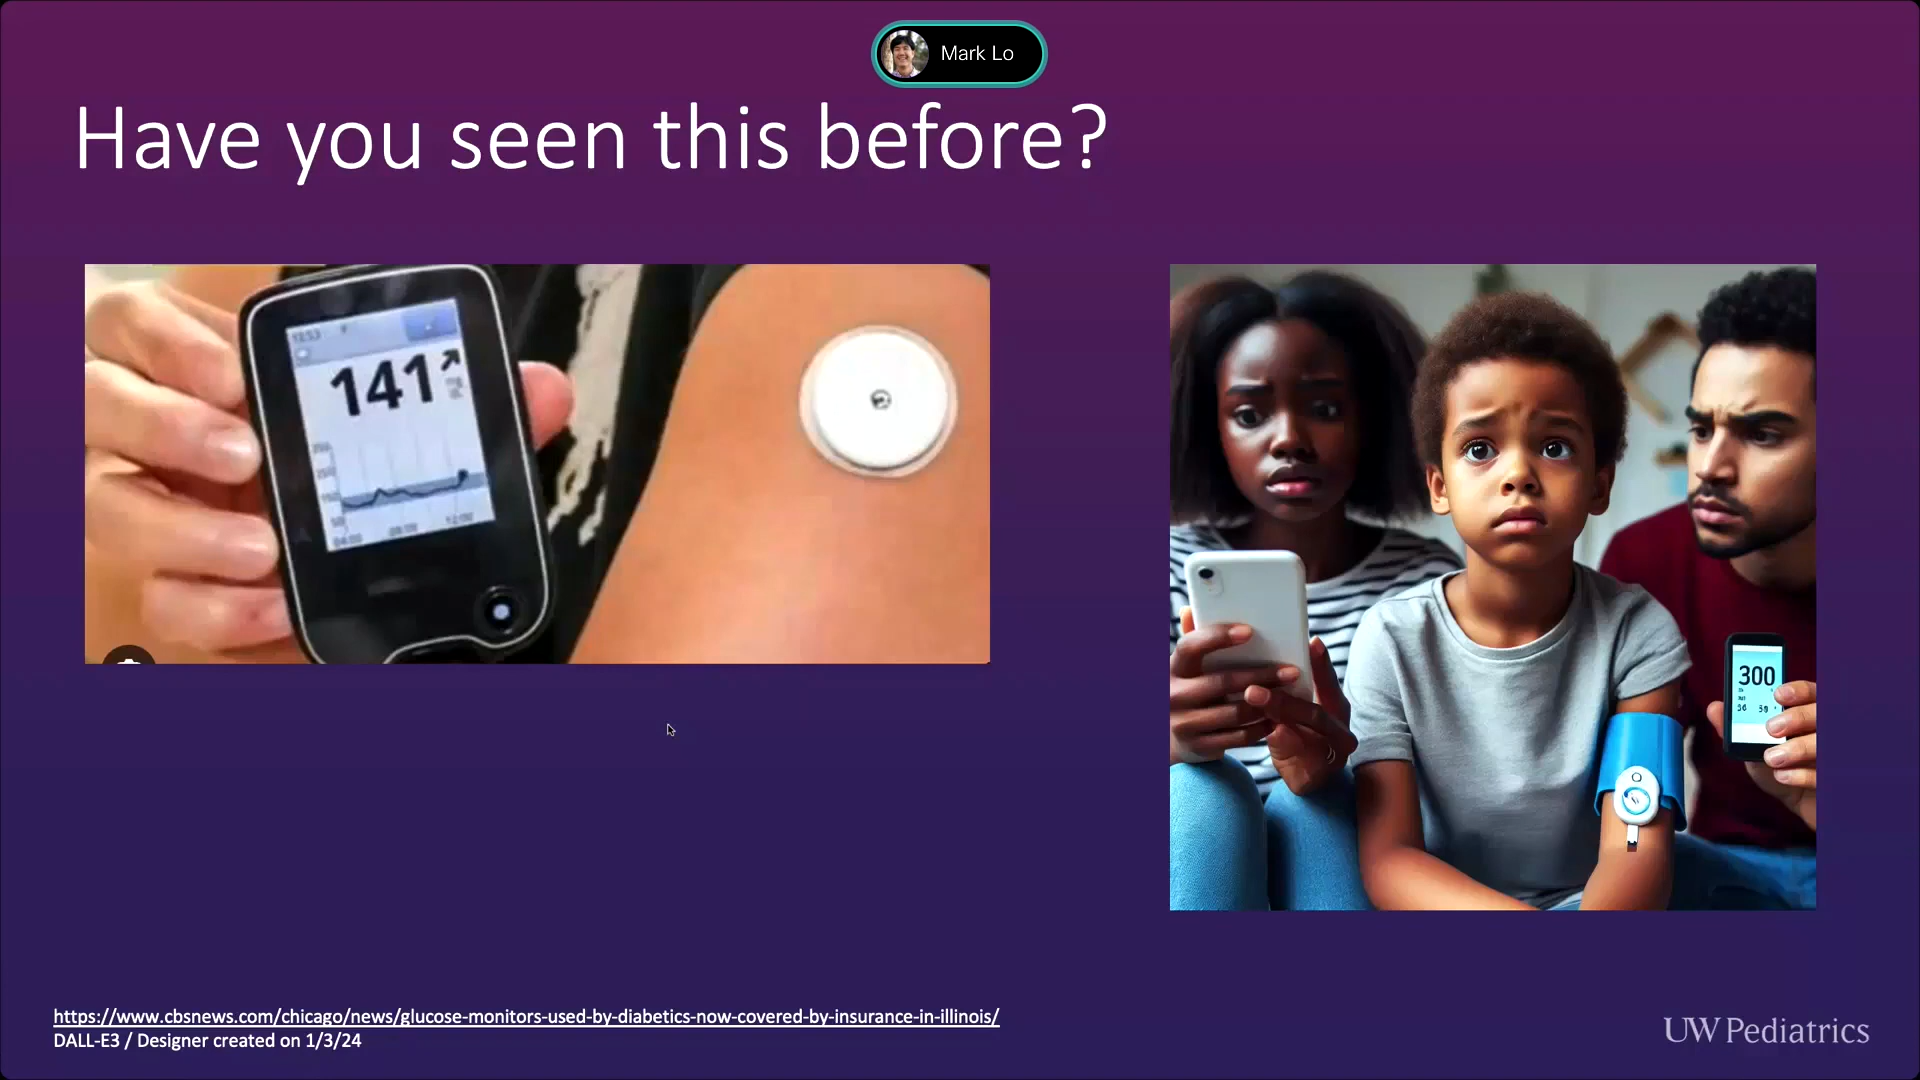 Mark Lo
Have you seen this before?
141
300
https://www.cbsnews.com/chicago/news/glucose-monitors-used-by-diabetics-now-covered-by-insurance-in-illinois/
DALL-E3 / Designer created on 1/3/24
UW Pediatrics